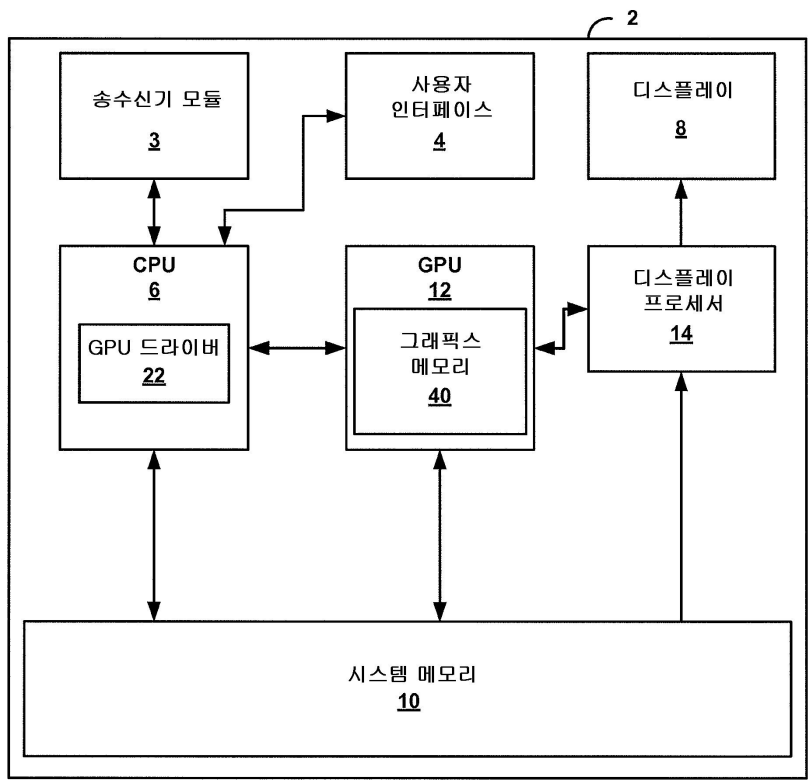 2
송수신기 모듈
3
사용자
인터페이스
4
디스플레이
8
CPU
6
GPU 드라이버
22
GPU
12
그래픽스
메모리
40
디스플레이
프로세서
14
시스템 메모리
10